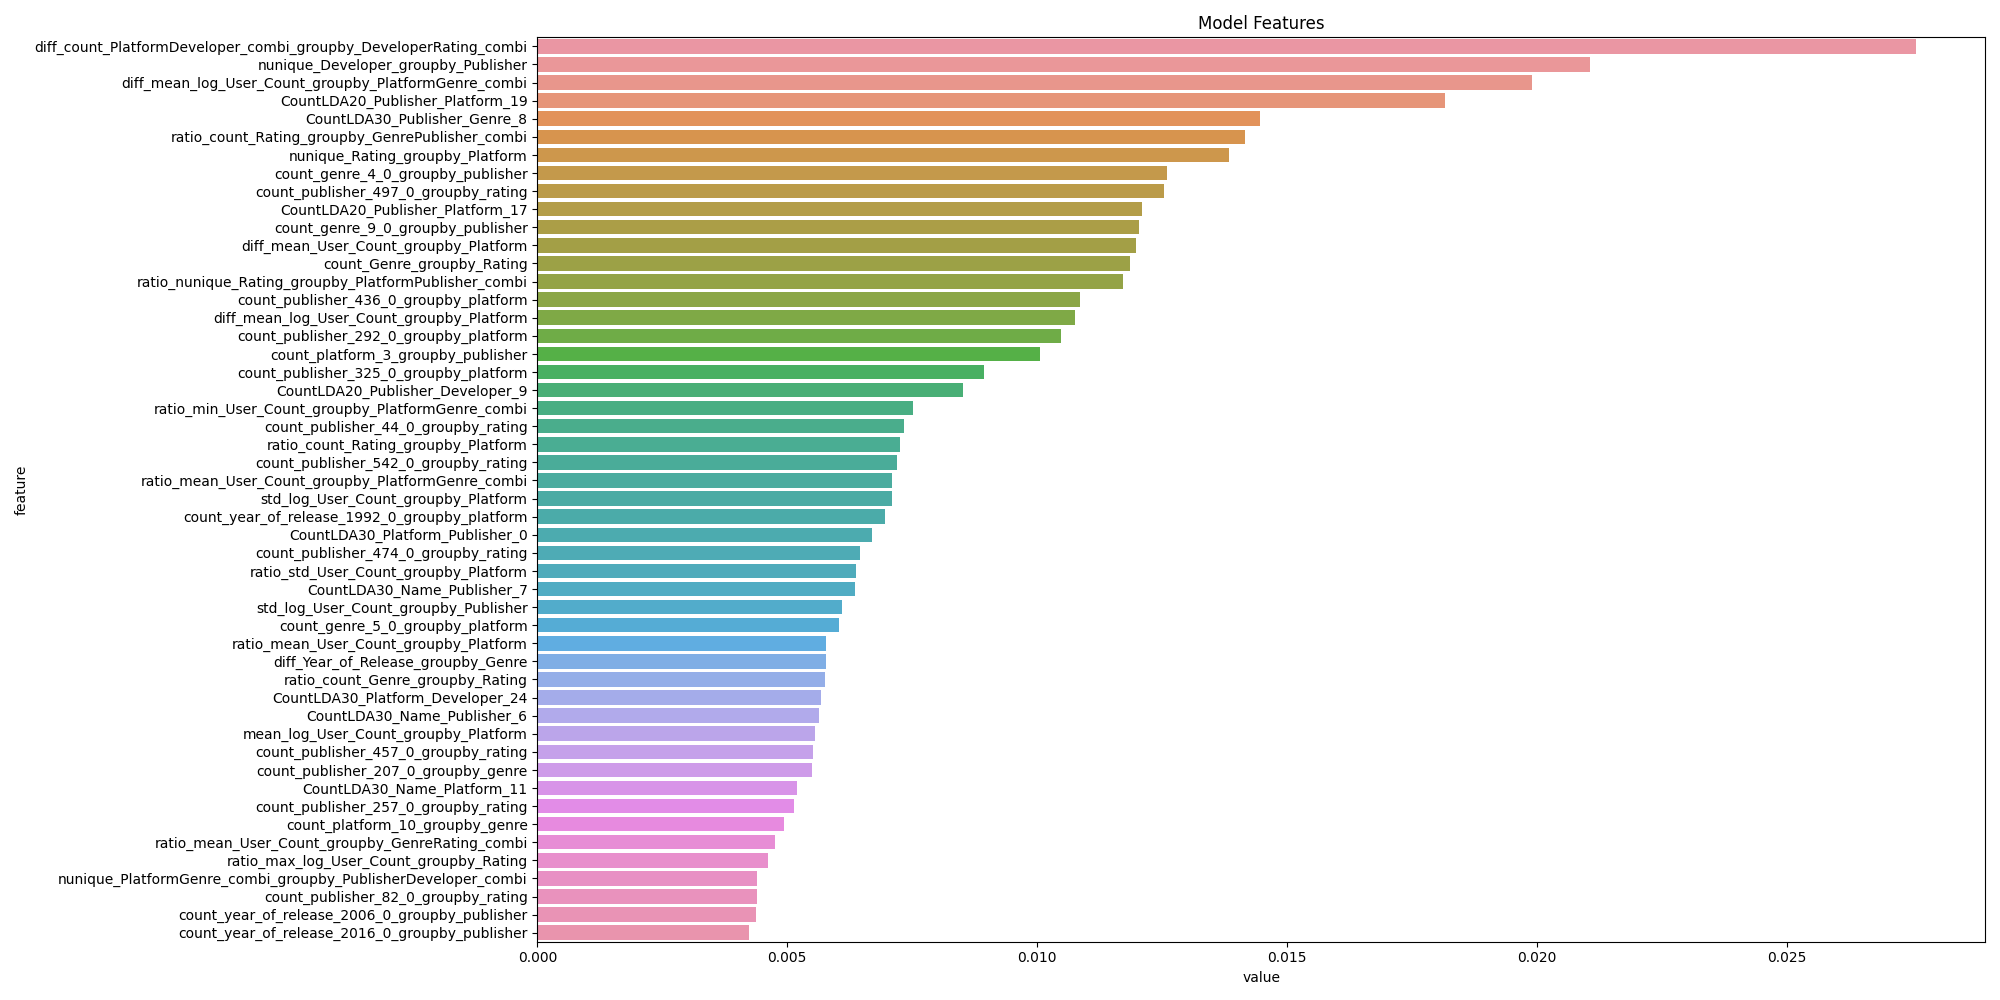 Model Features
feature
diff_count_PlatformDeveloper_combi_groupby_DeveloperRating_combi
nunique_Developer_groupby_Publisher
diff_mean_log_User_Count_groupby_PlatformGenre_combi
CountLDA20_Publisher_Platform_19
CountLDA30_Publisher_Genre_8
ratio_count_Rating_groupby_GenrePublisher_combi
nunique_Rating_groupby_Platform
count_genre_4_0_groupby_publisher
count_publisher_497_0_groupby_rating
CountLDA20_Publisher_Platform_17
count_genre_9_0_groupby_publisher
diff_mean_User_Count_groupby_Platform
count_Genre_groupby_Rating
ratio_nunique_Rating_groupby_PlatformPublisher_combi
count_publisher_436_0_groupby_platform
diff_mean_log_User_Count_groupby_Platform
count_publisher_292_0_groupby_platform
count_platform_3_groupby_publisher
count_publisher_325_0_groupby_platform
CountLDA20_Publisher_Developer_9
ratio_min_User_Count_groupby_PlatformGenre_combi
count_publisher_44_0_groupby_rating
ratio_count_Rating_groupby_Platform
count_publisher_542_0_groupby_rating
ratio_mean_User_Count_groupby_PlatformGenre_combi
std_log_User_Count_groupby_Platform
count_year_of_release_1992_0_groupby_platform
CountLDA30_Platform_Publisher_0
count_publisher_474_0_groupby_rating
ratio_std_User_Count_groupby_Platform
CountLDA30_Name_Publisher_7
std_log_User_Count_groupby_Publisher
count_genre_5_0_groupby_platform
ratio_mean_User_Count_groupby_Platform
diff_Year_of_Release_groupby_Genre
ratio_count_Genre_groupby_Rating
CountLDA30_Platform_Developer_24
CountLDA30_Name_Publisher_6
mean_log_User_Count_groupby_Platform
count_publisher_457_0_groupby_rating
count_publisher_207_0_groupby_genre
CountLDA30_Name_Platform_11
count_publisher_257_0_groupby_rating
count_platform_10_groupby_genre
ratio_mean_User_Count_groupby_GenreRating_combi
ratio_max_log_User_Count_groupby_Rating
nunique_PlatformGenre_combi_groupby_PublisherDeveloper_combi
count_publisher_82_0_groupby_rating
count_year_of_release_2006_0_groupby_publisher
count_year_of_release_2016_0_groupby_publisher
0.000 0.005 0.010 0.015 0.020 0.025
value